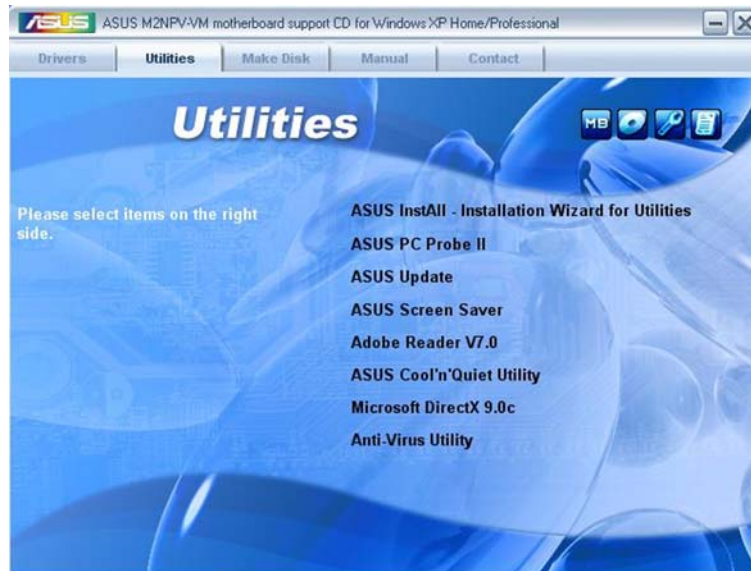 ASUS ASUS M2NPV-VM motherboard support CD for Windows XP Home/Professional
Drivers Utilities Make Disk Manual Contact
Utilities
MB
Please select items on the right
side.
ASUS InstAll - Installation Wizard for Utilities
ASUS PC Probe II
ASUS Update
ASUS Screen Saver
Adobe Reader V7.0
ASUS Cool'n'Quiet Utility
Microsoft DirectX 9.0c
Anti-Virus Utility